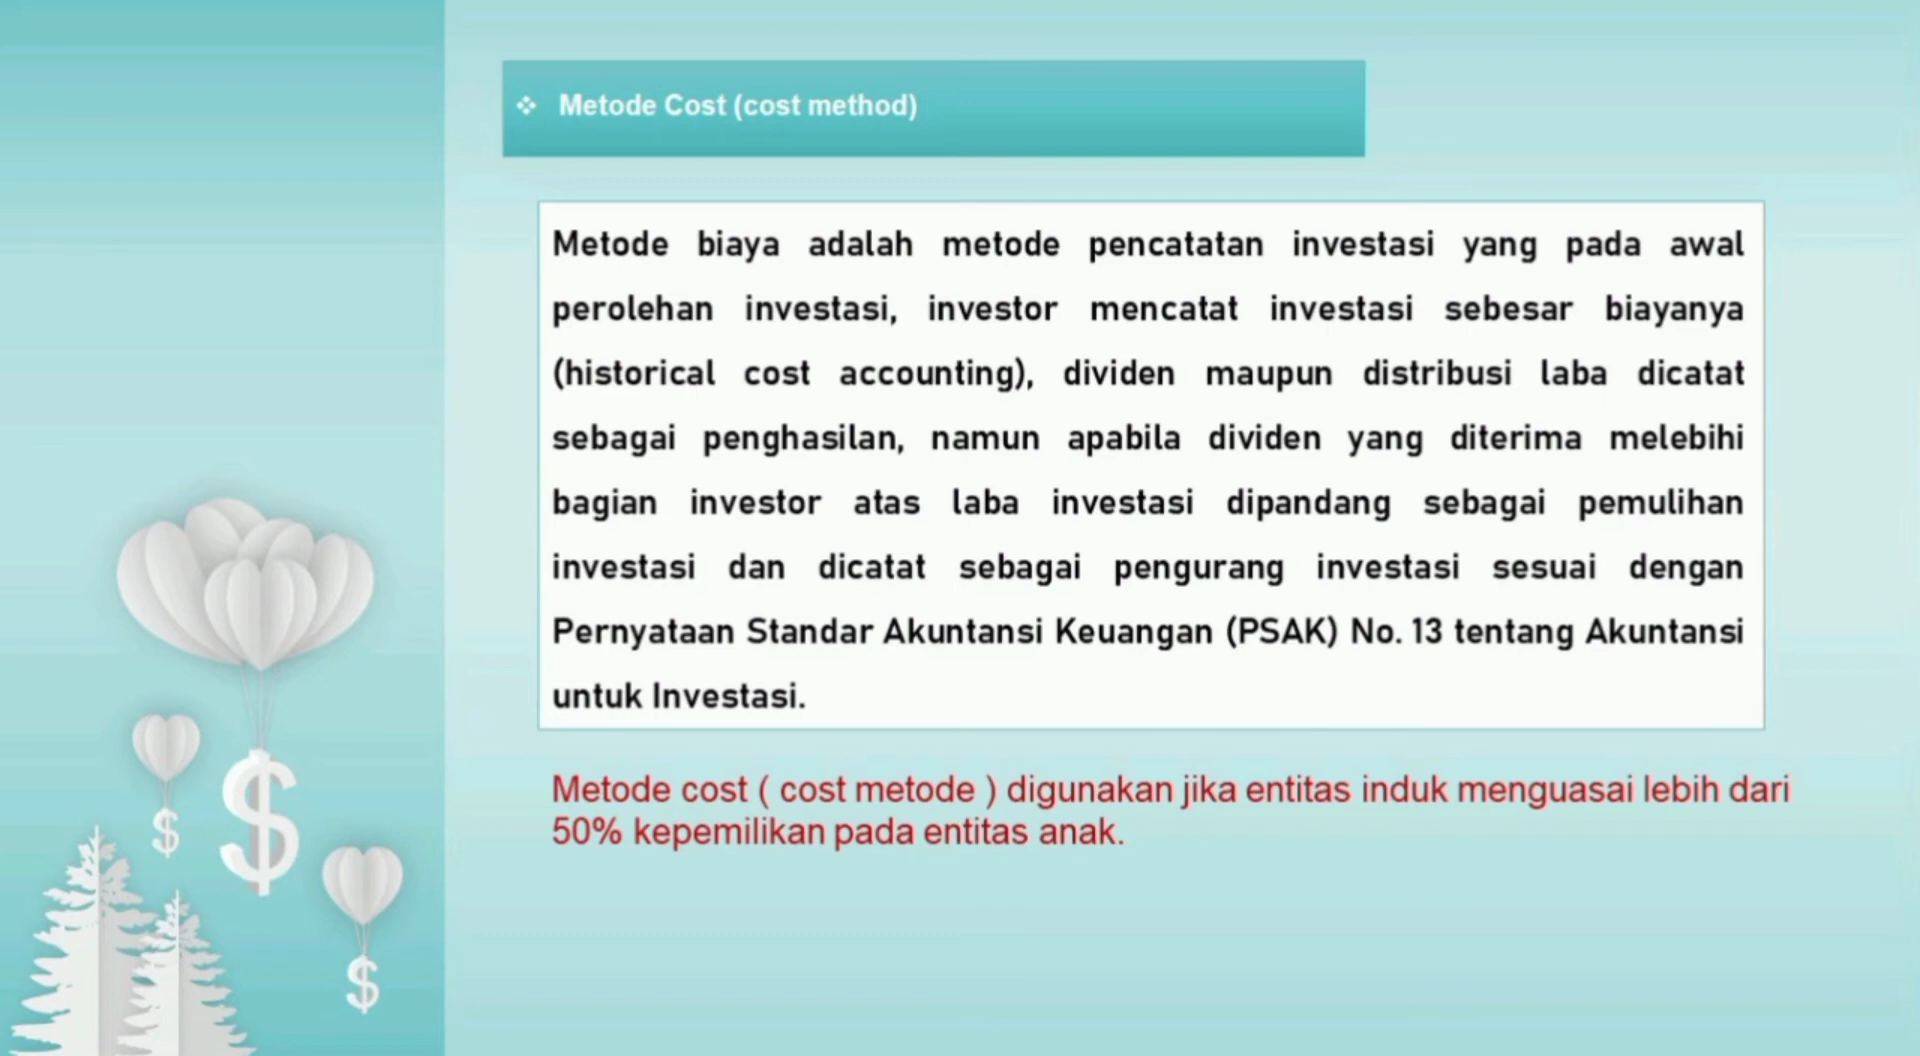 ❖ Metode Cost (cost method)
Metode biaya adalah metode pencatatan investasi yang pada awal
perolehan investasi, investor mencatat investasi sebesar biayanya
(historical cost accounting), dividen maupun distribusi laba dicatat
sebagai penghasilan, namun apabila dividen yang diterima melebihi
bagian investor atas laba investasi dipandang sebagai pemulihan
investasi dan dicatat sebagai pengurang investasi sesuai dengan
Pernyataan Standar Akuntansi Keuangan (PSAK) No. 13 tentang Akuntansi
untuk Investasi.
Metode cost ( cost metode ) digunakan jika entitas induk menguasai lebih dari
50% kepemilikan pada entitas anak.
$
$
$